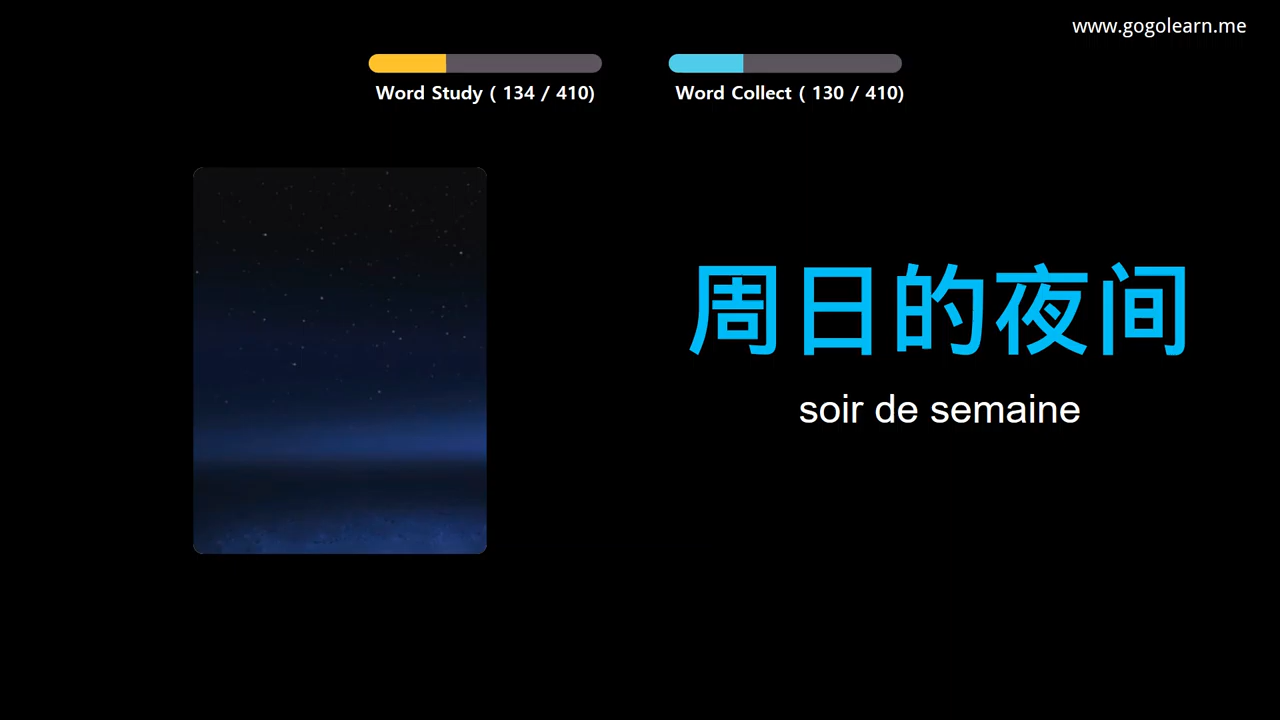 www.gogolearn.me
Word Study ( 134 / 410)
Word Collect ( 130 / 410)
周日的夜间
soir de semaine